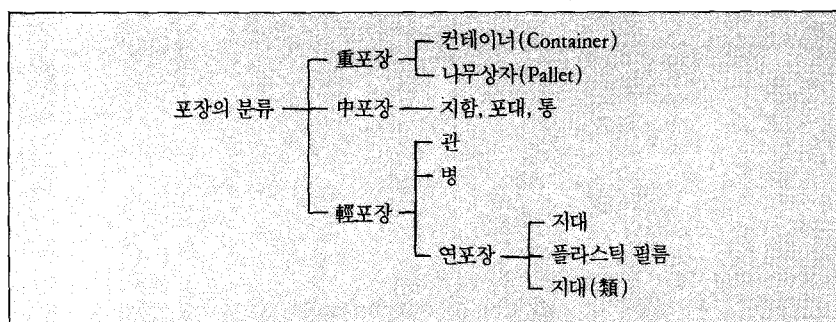 포장의 분류
重포장
컨테이너(Container)
나무상자(Pallet)
中포장
지함, 포대, 통
輕포장
관
병
연포장
지대
플라스틱 필름
지대(類)